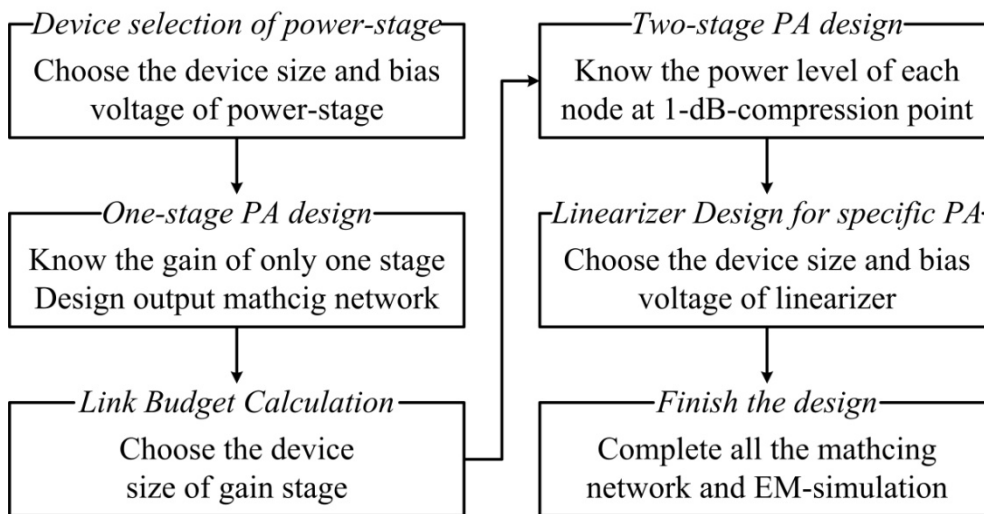 Device selection of power-stage
Choose the device size and bias
voltage of power-stage
One-stage PA design
Know the gain of only one stage
Design output mathcig network
Link Budget Calculation
Choose the device
size of gain stage
Two-stage PA design
Know the power level of each
node at 1-dB-compression point
Linearizer Design for specific PA
Choose the device size and bias
voltage of linearizer
Finish the design
Complete all the mathcing
network and EM-simulation